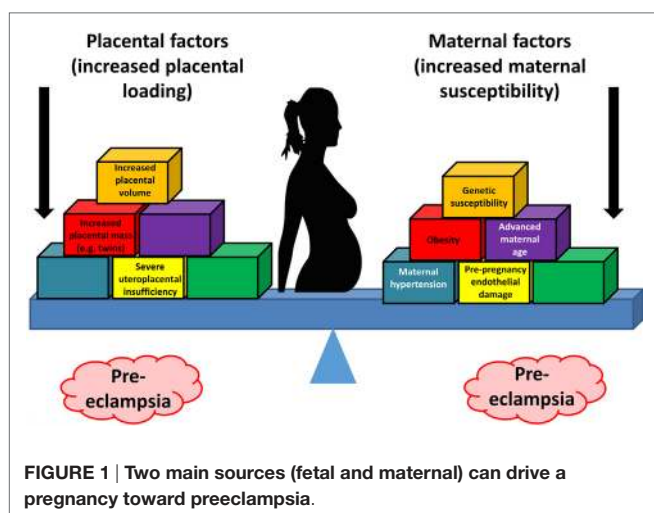 Placental factors
(increased placental
loading)
Maternal factors
(increased maternal
susceptibility)
Increased
placental
volume
Increased
placental mass
(e.g. twins)
Severe
uteroplacental
insufficiency
Genetic
susceptibility
Obesity
Advanced
maternal
age
Maternal
hypertension
Pre-pregnancy
endothelial
damage
Pre-
eclampsia
Pre-
eclampsia
FIGURE 1 | Two main sources (fetal and maternal) can drive a
pregnancy toward preeclampsia.